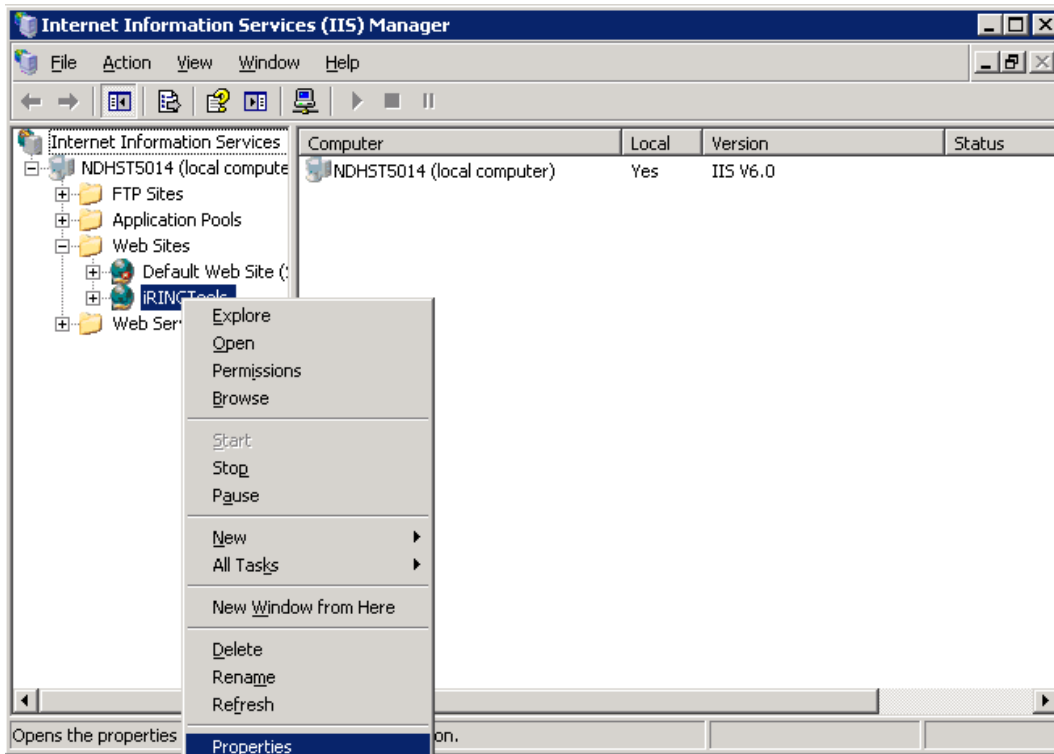 Internet Information Services (IIS) Manager
File Action View Window Help
Internet Information Services
Computer Local Version Status
NDHST5014 (local compute
NDHST5014 (local computer) Yes IIS V6.0
FTP Sites
Application Pools
Web Sites
Default Web Site (
iRINGTools
Web Ser
Explore
Open
Permissions
Browse
Start
Stop
Pause
New
All Tasks
New Window from Here
Delete
Rename
Refresh
Properties
Opens the properties on.